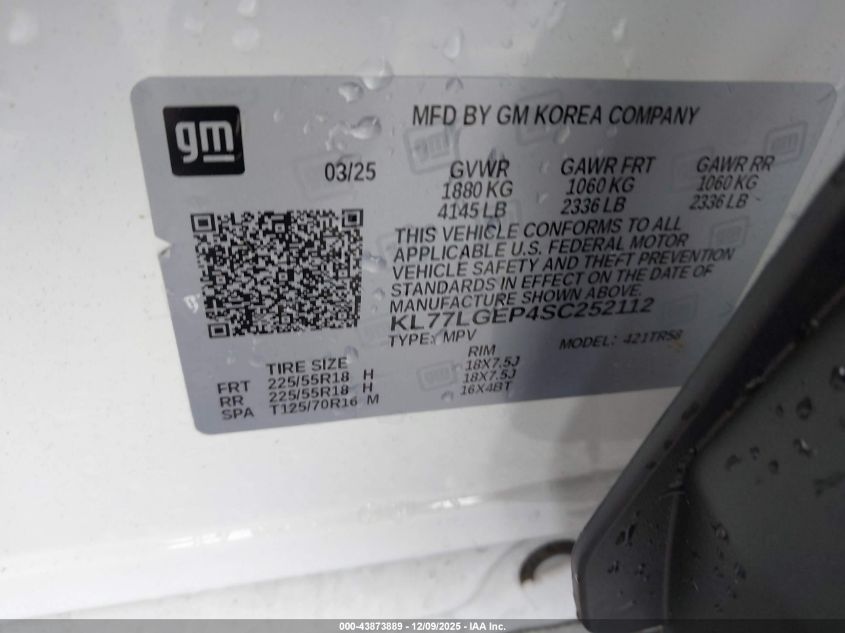 gm
MFD BY GM KOREA COMPANY
03/25
GVWR GAWR FRT GAWR RR
1880 KG 1060 KG 1060 KG
4145 LB 2336 LB 2336 LB
THIS VEHICLE CONFORMS TO ALL
APPLICABLE U.S. FEDERAL MOTOR
VEHICLE SAFETY AND THEFT PREVENTION
STANDARDS IN EFFECT ON THE DATE OF
MANUFACTURE SHOWN ABOVE.
KL77LGEP4SC252112
TYPE: MPV MODEL: 421TR58
TIRE SIZE RIM
FRT 225/55R18 H 18X7.5J
RR 225/55R18 H 18X7.5J
SPA T125/70R16 M 16X4BT
000-43873889 - 12/09/2025 - IAA Inc.